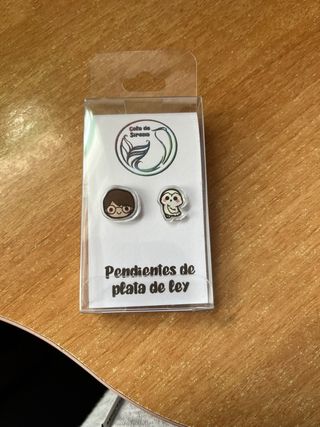 Cola de
Sirena
Pendientes de
plata de ley